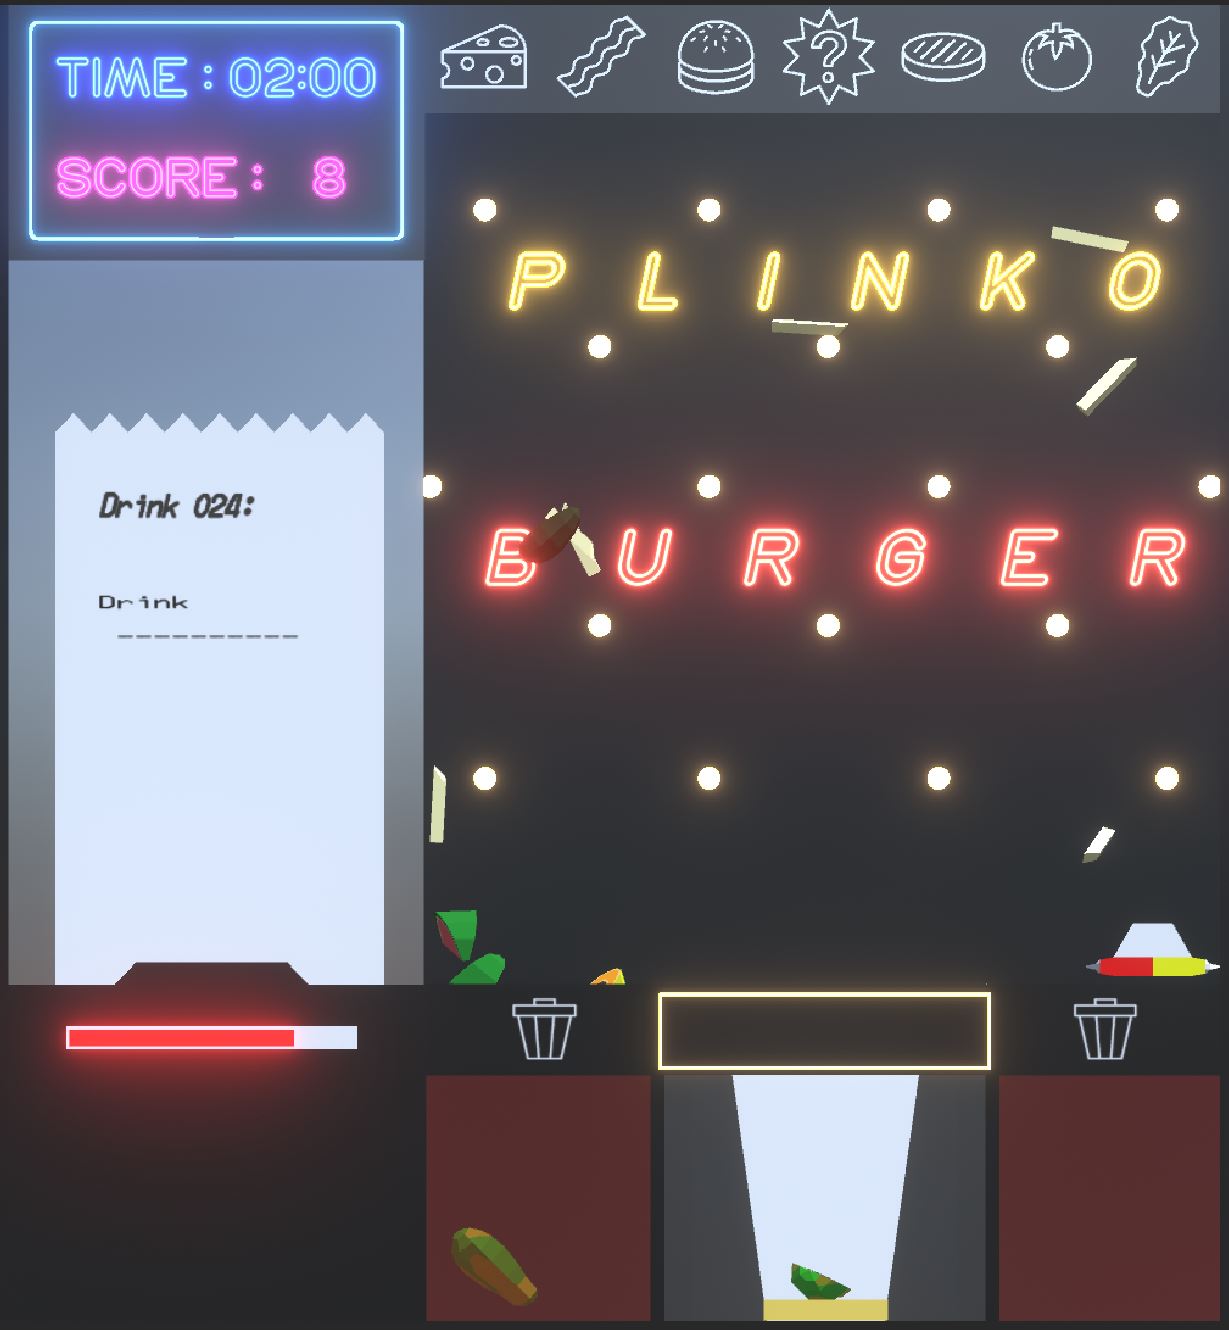 TIME : 02:00
SCORE : 8
PLINKO
BURGER
Drink 024:
Drink
----------